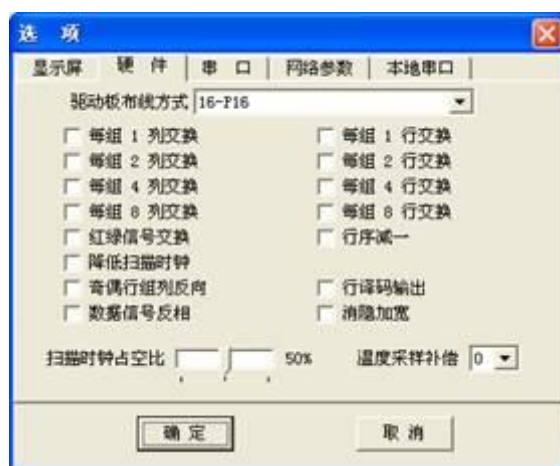 选 项
显示屏 硬 件 串 口 网络参数 本地串口
驱动板布线方式 16-P16
每组 1 列交换 每组 1 行交换
每组 2 列交换 每组 2 行交换
每组 4 列交换 每组 4 行交换
每组 8 列交换 每组 8 行交换
红绿信号交换 行序减一
降低扫描时钟
奇偶行组列反向 行译码输出
数据信号反相 消隐加宽
扫描时钟占空比 50% 温度采样补偿 0
确 定 取 消